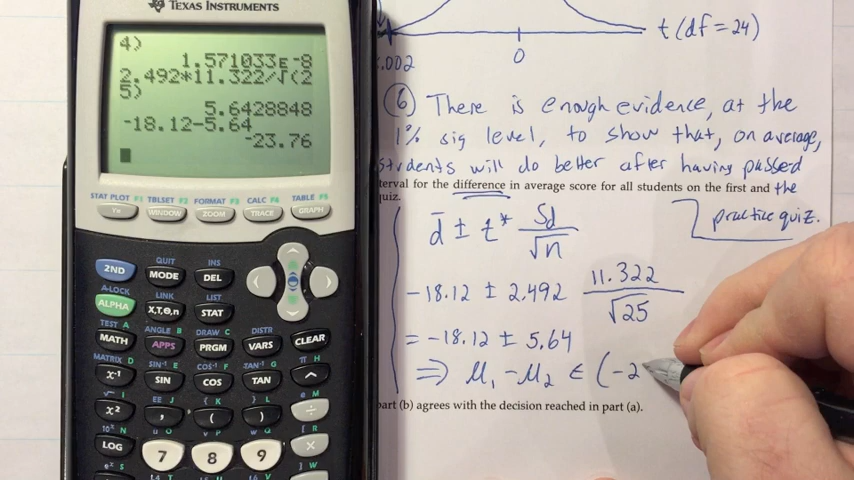 TEXAS INSTRUMENTS
4)
1.571033E-8
2.492*11.322/√(2
5)
5.6428848
-18.12-5.64
-23.76
STAT PLOT F1 TBLSET F2 FORMAT F3 CALC F4 TABLE F5
Y= WINDOW ZOOM TRACE GRAPH
QUIT INS
2ND MODE DEL
A-LOCK LINK LIST
ALPHA X,T,Θ,n STAT
TEST A ANGLE B DRAW C DISTR
MATH APPS PRGM VARS CLEAR
MATRIX D SIN⁻¹ E COS⁻¹ F TAN⁻¹ G π H
x⁻¹ SIN COS TAN ^
√ I EE J { K } L e M
x² , ( ) ÷
10ˣ N u O v P w Q [ R
LOG 7 8 9 ×
eˣ S L4 T L5 U L6 V ] W
t (df = 24)
.002
0
⑥ There is enough evidence, at the
1% sig level, to show that, on average,
students will do better after having passed
the
practice quiz.
terval for the difference in average score for all students on the first and
quiz.
d̄ ± t* Sd/√n
-18.12 ± 2.492 11.322/√25
= -18.12 ± 5.64
⇒ μ₁ - μ₂ ∈ (-2
part (b) agrees with the decision reached in part (a).